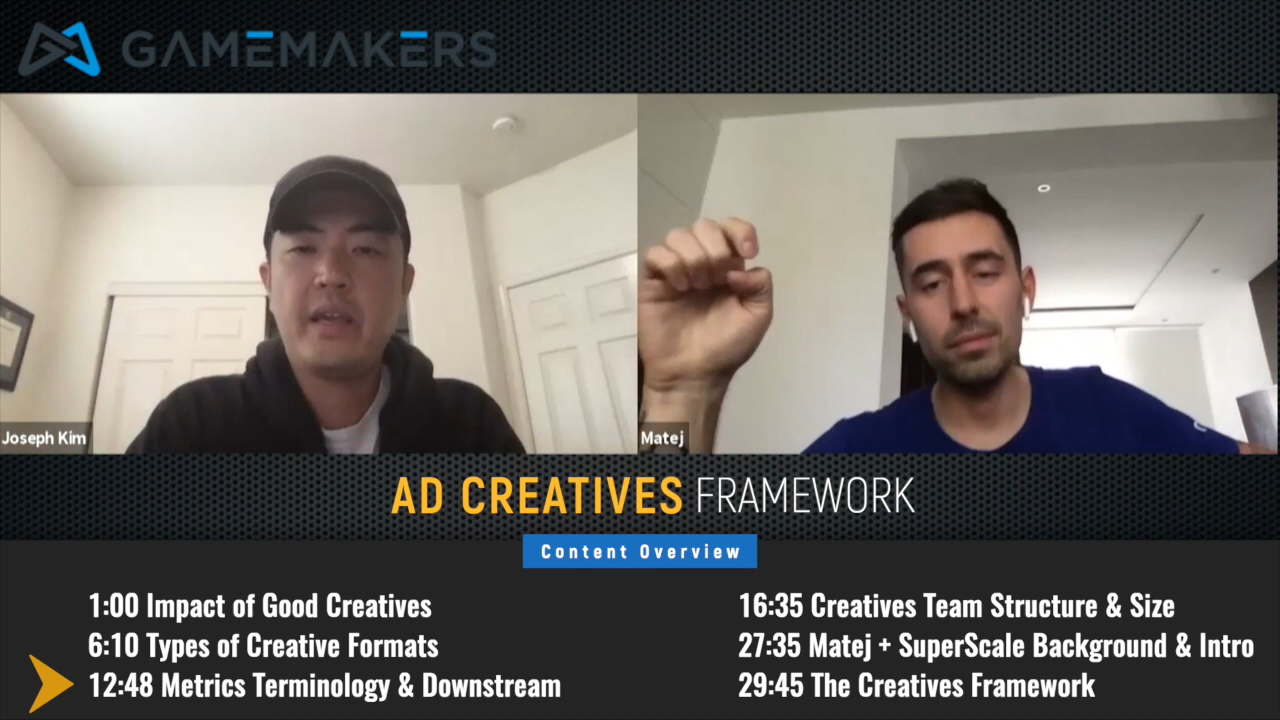 GAMEMAKERS
Joseph Kim
Matej
AD CREATIVES FRAMEWORK
Content Overview
1:00 Impact of Good Creatives
6:10 Types of Creative Formats
12:48 Metrics Terminology & Downstream
16:35 Creatives Team Structure & Size
27:35 Matej + SuperScale Background & Intro
29:45 The Creatives Framework